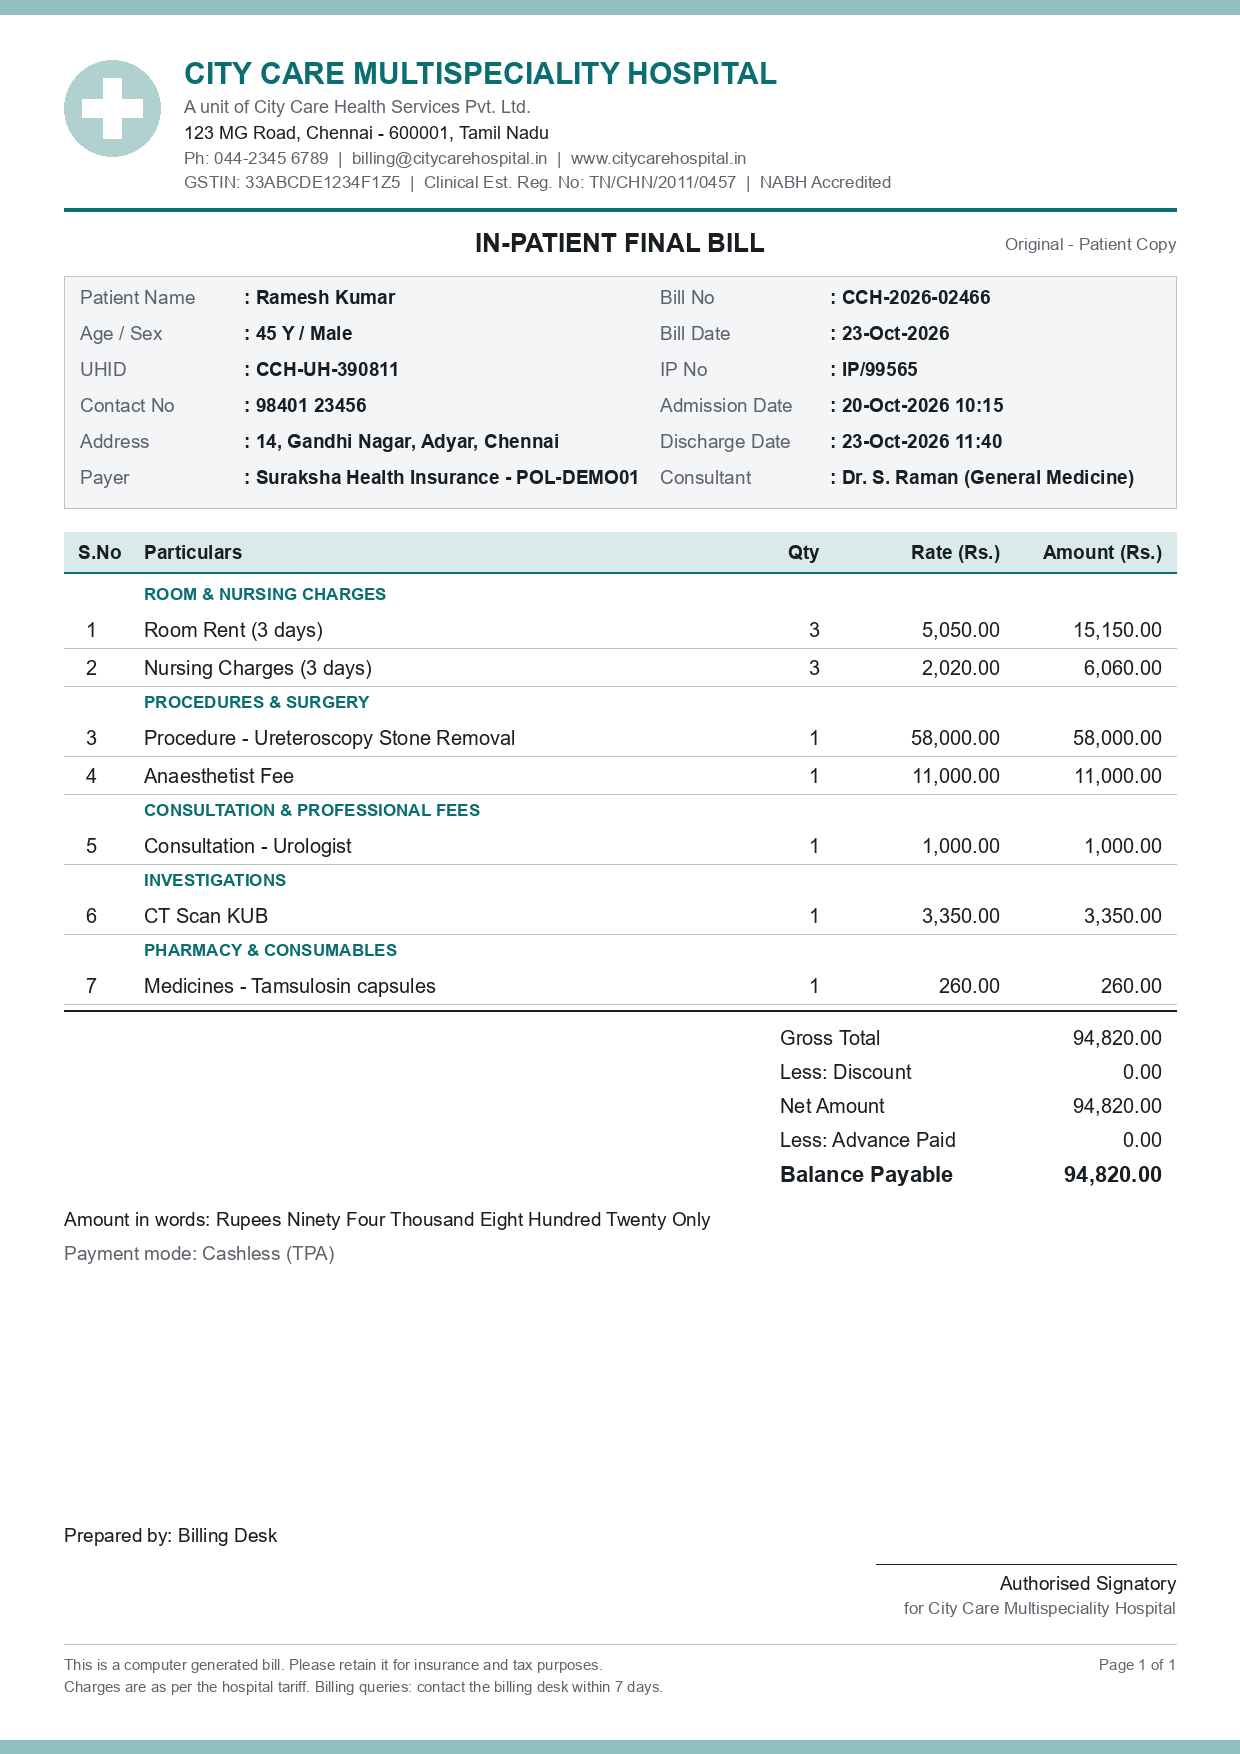 CITY CARE MULTISPECIALITY HOSPITAL
A unit of City Care Health Services Pvt. Ltd.
123 MG Road, Chennai - 600001, Tamil Nadu
Ph: 044-2345 6789 | billing@citycarehospital.in | www.citycarehospital.in
GSTIN: 33ABCDE1234F1Z5 | Clinical Est. Reg. No: TN/CHN/2011/0457 | NABH Accredited
IN-PATIENT FINAL BILL Original - Patient Copy
Patient Name : Ramesh Kumar Bill No : CCH-2026-02466
Age / Sex : 45 Y / Male Bill Date : 23-Oct-2026
UHID : CCH-UH-390811 IP No : IP/99565
Contact No : 98401 23456 Admission Date : 20-Oct-2026 10:15
Address : 14, Gandhi Nagar, Adyar, Chennai Discharge Date : 23-Oct-2026 11:40
Payer : Suraksha Health Insurance - POL-DEMO01 Consultant : Dr. S. Raman (General Medicine)
S.No Particulars Qty Rate (Rs.) Amount (Rs.)
ROOM & NURSING CHARGES
1 Room Rent (3 days) 3 5,050.00 15,150.00
2 Nursing Charges (3 days) 3 2,020.00 6,060.00
PROCEDURES & SURGERY
3 Procedure - Ureteroscopy Stone Removal 1 58,000.00 58,000.00
4 Anaesthetist Fee 1 11,000.00 11,000.00
CONSULTATION & PROFESSIONAL FEES
5 Consultation - Urologist 1 1,000.00 1,000.00
INVESTIGATIONS
6 CT Scan KUB 1 3,350.00 3,350.00
PHARMACY & CONSUMABLES
7 Medicines - Tamsulosin capsules 1 260.00 260.00
Gross Total 94,820.00
Less: Discount 0.00
Net Amount 94,820.00
Less: Advance Paid 0.00
Balance Payable 94,820.00
Amount in words: Rupees Ninety Four Thousand Eight Hundred Twenty Only
Payment mode: Cashless (TPA)
Prepared by: Billing Desk
Authorised Signatory
for City Care Multispeciality Hospital
This is a computer generated bill. Please retain it for insurance and tax purposes. Page 1 of 1
Charges are as per the hospital tariff. Billing queries: contact the billing desk within 7 days.